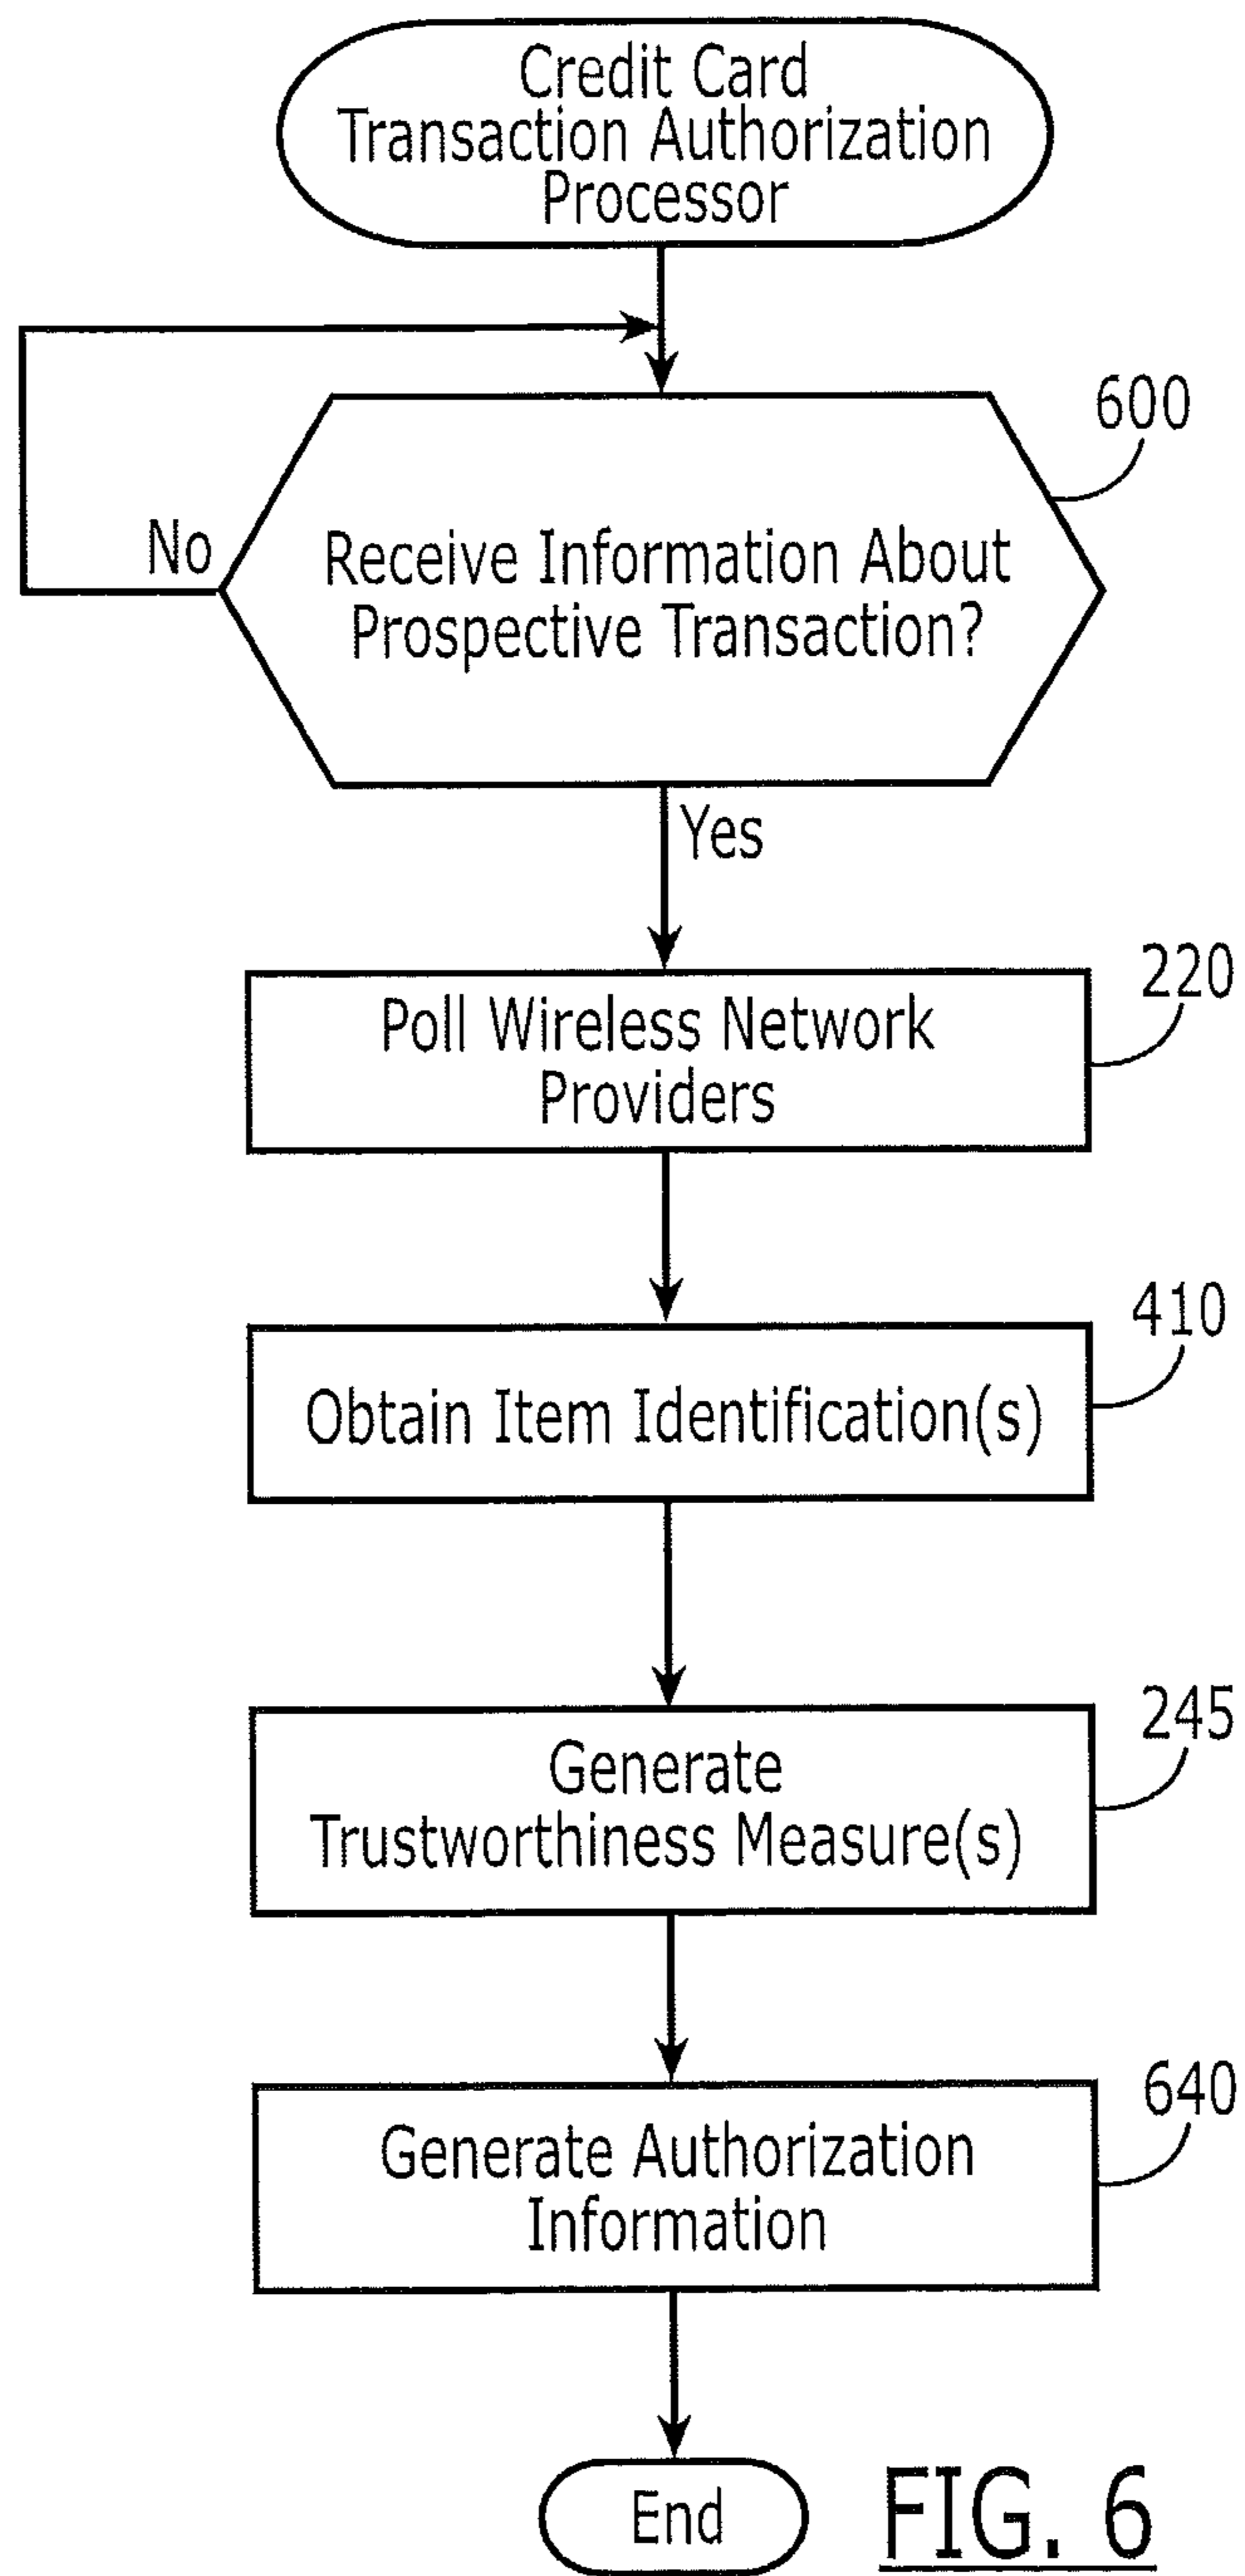 Credit Card
Transaction Authorization
Processor
600
No
Receive Information About
Prospective Transaction?
Yes
220
Poll Wireless Network
Providers
410
Obtain Item Identification(s)
245
Generate
Trustworthiness Measure(s)
640
Generate Authorization
Information
End
FIG. 6